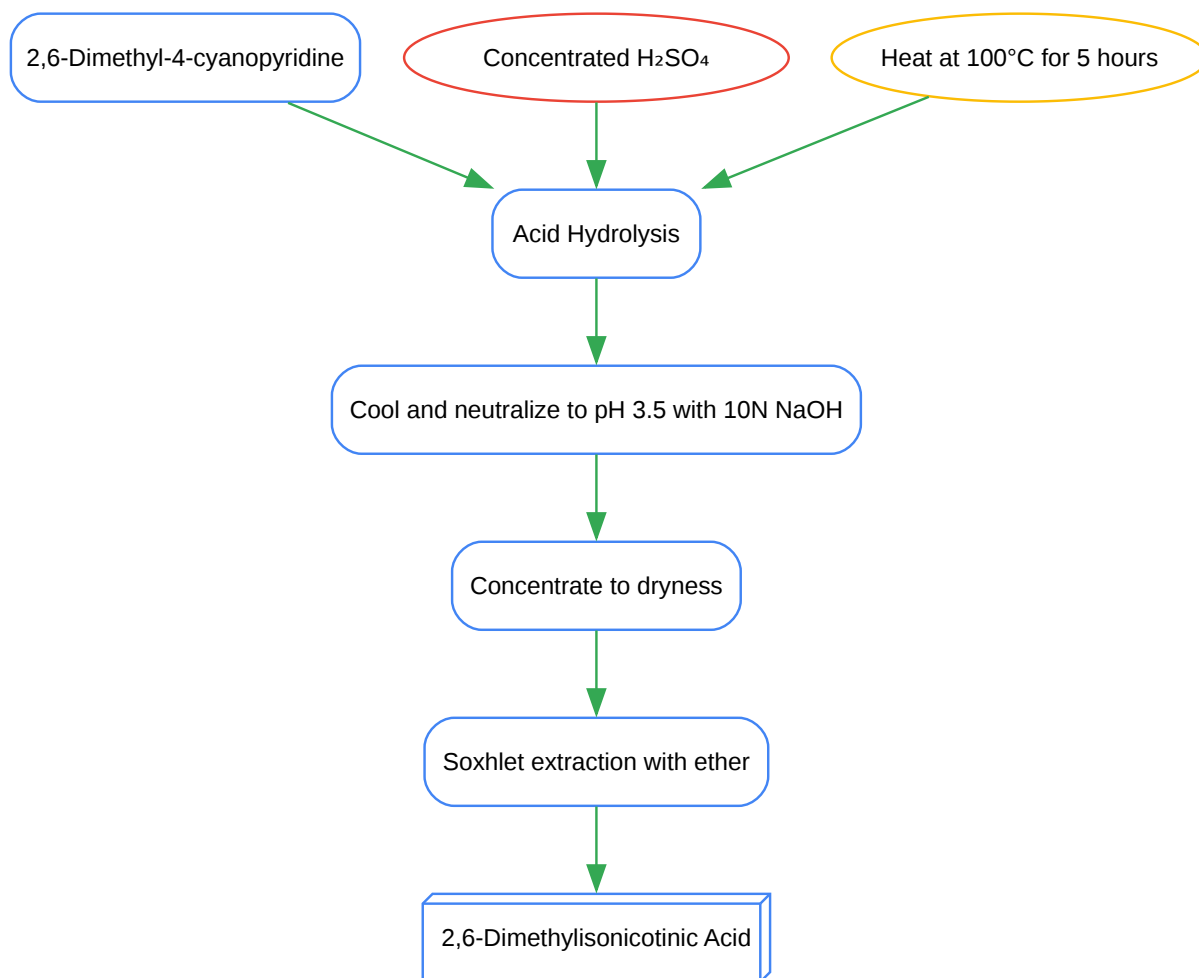 2,6-Dimethyl-4-cyanopyridine
Concentrated H₂SO₄
Heat at 100°C for 5 hours
Acid Hydrolysis
Cool and neutralize to pH 3.5 with 10N NaOH
Concentrate to dryness
Soxhlet extraction with ether
2,6-Dimethylisonicotinic Acid